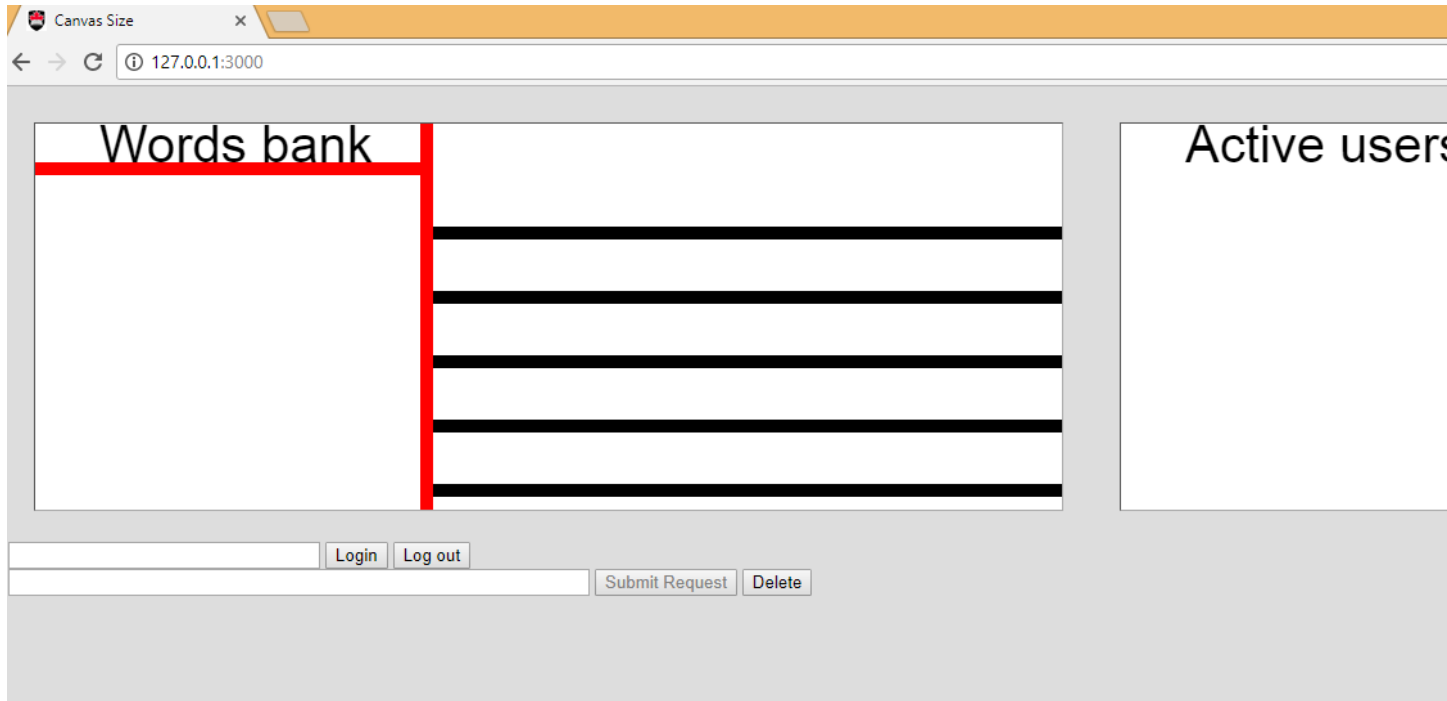 Canvas Size
127.0.0.1:3000
Words bank
Active users
Login Log out
Submit Request Delete